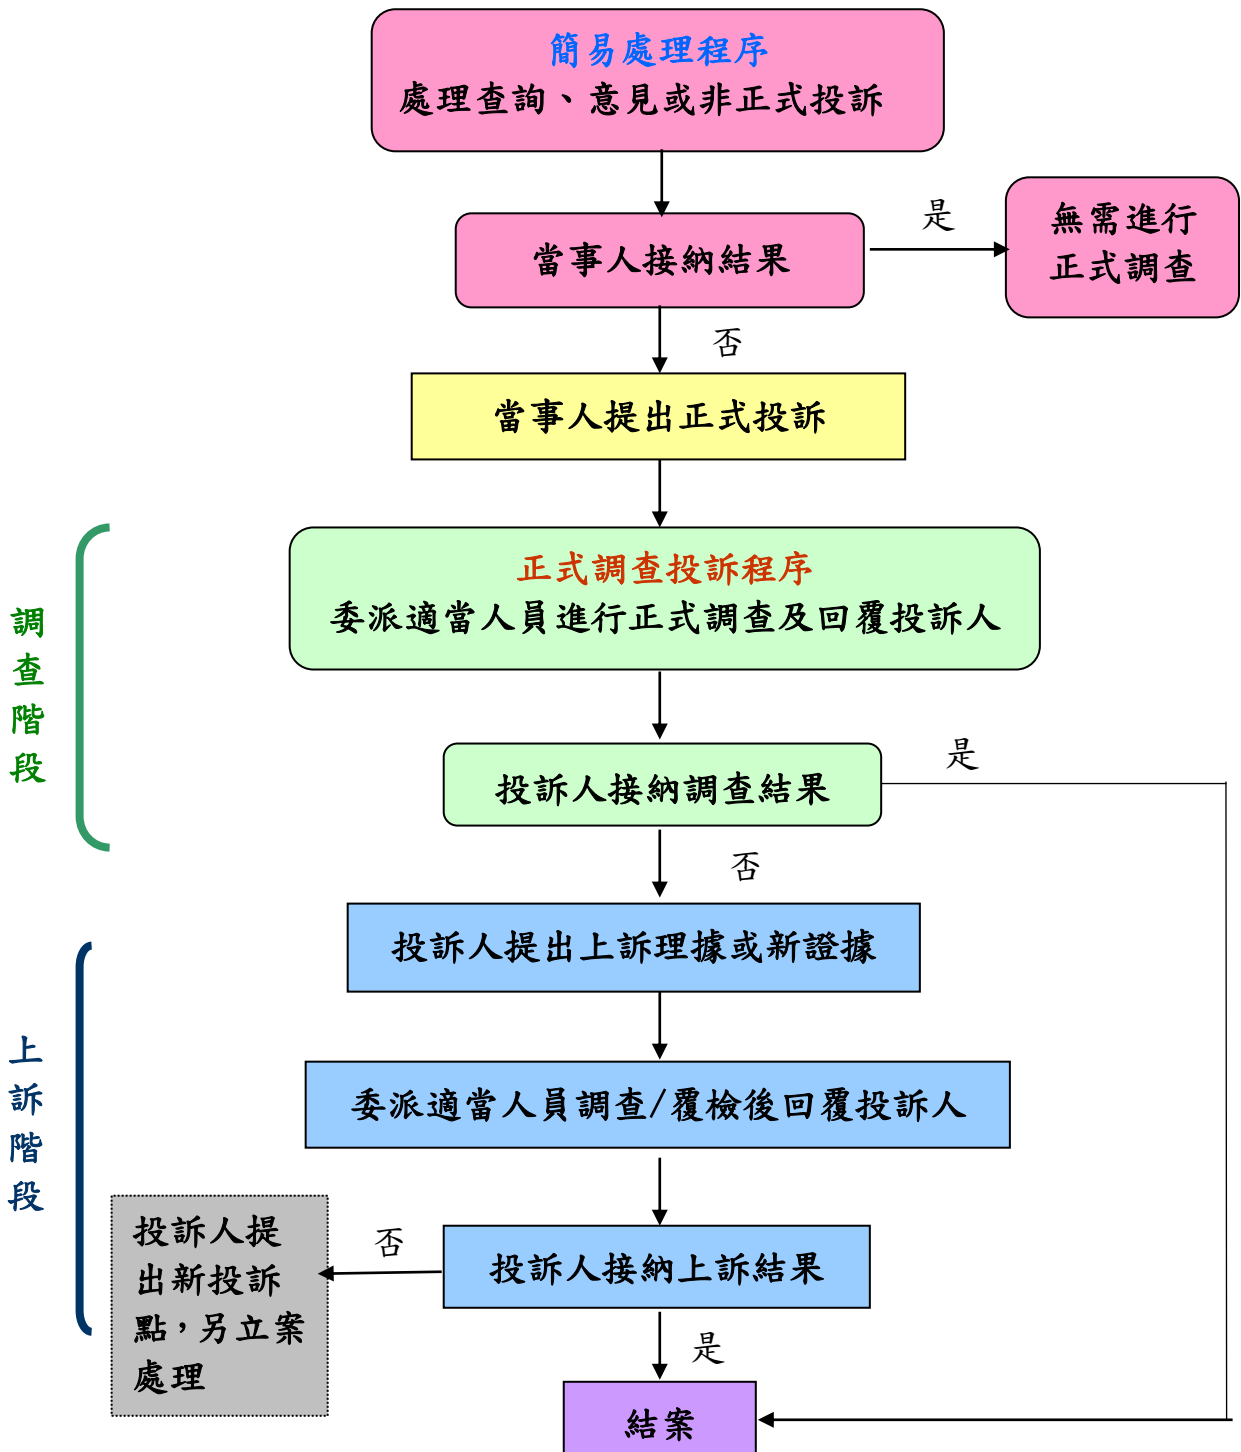 簡易處理程序
處理查詢、意見或非正式投訴
是
無需進行
正式調查
當事人接納結果
否
當事人提出正式投訴
調
查
階
段
正式調查投訴程序
委派適當人員進行正式調查及回覆投訴人
是
投訴人接納調查結果
否
投訴人提出上訴理據或新證據
上
訴
階
段
委派適當人員調查/覆檢後回覆投訴人
投訴人接納上訴結果
否
投訴人提
出新投訴
點，另立案
處理
是
結案